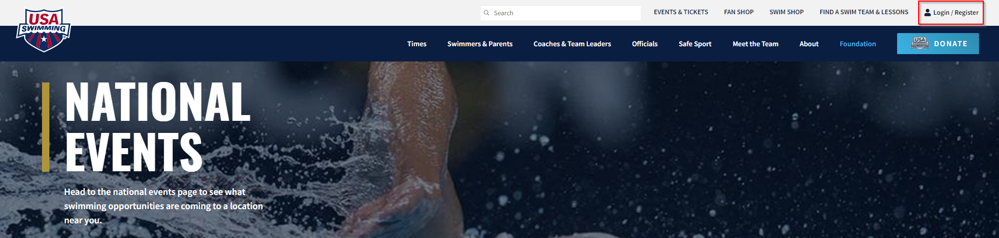 USA
SWIMMING
Search
EVENTS & TICKETS
FAN SHOP
SWIM SHOP
FIND A SWIM TEAM & LESSONS
Login / Register
Times
Swimmers & Parents
Coaches & Team Leaders
Officials
Safe Sport
Meet the Team
About
Foundation
USA
SWIMMING
FOUNDATION
DONATE
NATIONAL
EVENTS
Head to the national events page to see what
swimming opportunities are coming to a location
near you.